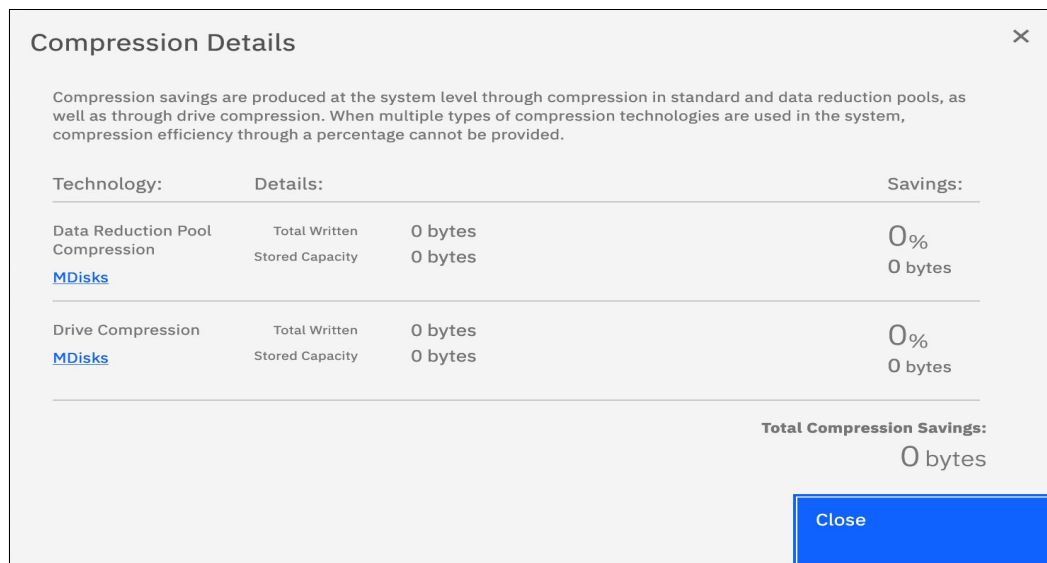 Compression Details
Compression savings are produced at the system level through compression in standard and data reduction pools, as
well as through drive compression. When multiple types of compression technologies are used in the system,
compression efficiency through a percentage cannot be provided.
Technology: Details: Savings:
Data Reduction Pool
Compression
MDisks
Total Written 0 bytes
Stored Capacity 0 bytes
0%
0 bytes
Drive Compression
MDisks
Total Written 0 bytes
Stored Capacity 0 bytes
0%
0 bytes
Total Compression Savings:
0 bytes
Close